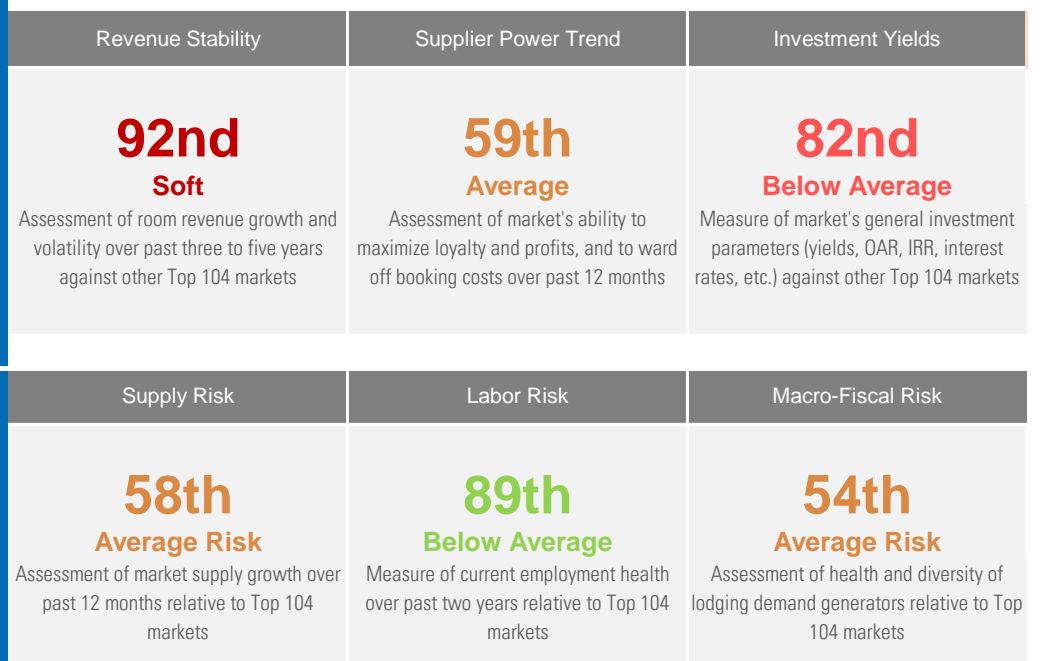 Revenue Stability
Supplier Power Trend
Investment Yields
92nd
Soft
Assessment of room revenue growth and
volatility over past three to five years
against other Top 104 markets
59th
Average
Assessment of market's ability to
maximize loyalty and profits, and to ward
off booking costs over past 12 months
82nd
Below Average
Measure of market's general investment
parameters (yields, OAR, IRR, interest
rates, etc.) against other Top 104 markets
Supply Risk
Labor Risk
Macro-Fiscal Risk
58th
Average Risk
Assessment of market supply growth over
past 12 months relative to Top 104
markets
89th
Below Average
Measure of current employment health
over past two years relative to Top 104
markets
54th
Average Risk
Assessment of health and diversity of
lodging demand generators relative to Top
104 markets